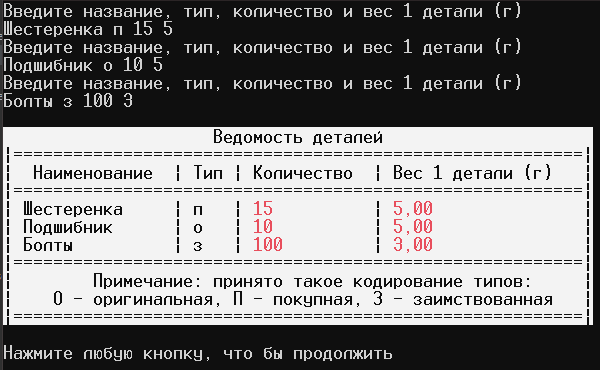 Введите название, тип, количество и вес 1 детали (г)
Шестеренка п 15 5
Введите название, тип, количество и вес 1 детали (г)
Подшибник о 10 5
Введите название, тип, количество и вес 1 детали (г)
Болты з 100 3
Ведомость деталей
|=========================================================|
| Наименование | Тип | Количество | Вес 1 детали (г) |
|=========================================================|
| Шестеренка | п | 15 | 5,00 |
| Подшибник | о | 10 | 5,00 |
| Болты | з | 100 | 3,00 |
|=========================================================|
| Примечание: принято такое кодирование типов: |
| О - оригинальная, П - покупная, З - заимствованная |
|=========================================================|
Нажмите любую кнопку, что бы продолжить